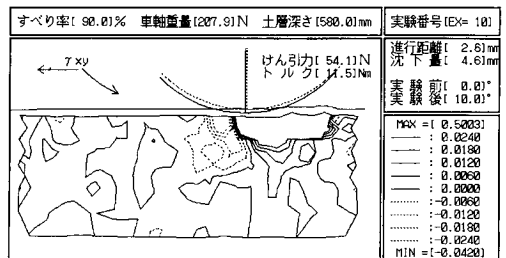 すべり率[ 90.0]% 車軸重量[207.9]N 土層深さ[580.0]mm
実験番号[EX= 10]
γxy
けん引力[ 54.1]N
トルク[ 11.5]Nm
進行距離[ 2.6]mm
沈下量[ 4.6]mm
実験前[ 0.0]°
実験後[ 10.0]°
MAX =[ 0.5003]
: 0.0240
: 0.0180
: 0.0120
: 0.0060
: 0.0000
:-0.0060
:-0.0120
:-0.0180
:-0.0240
MIN =[-0.0420]